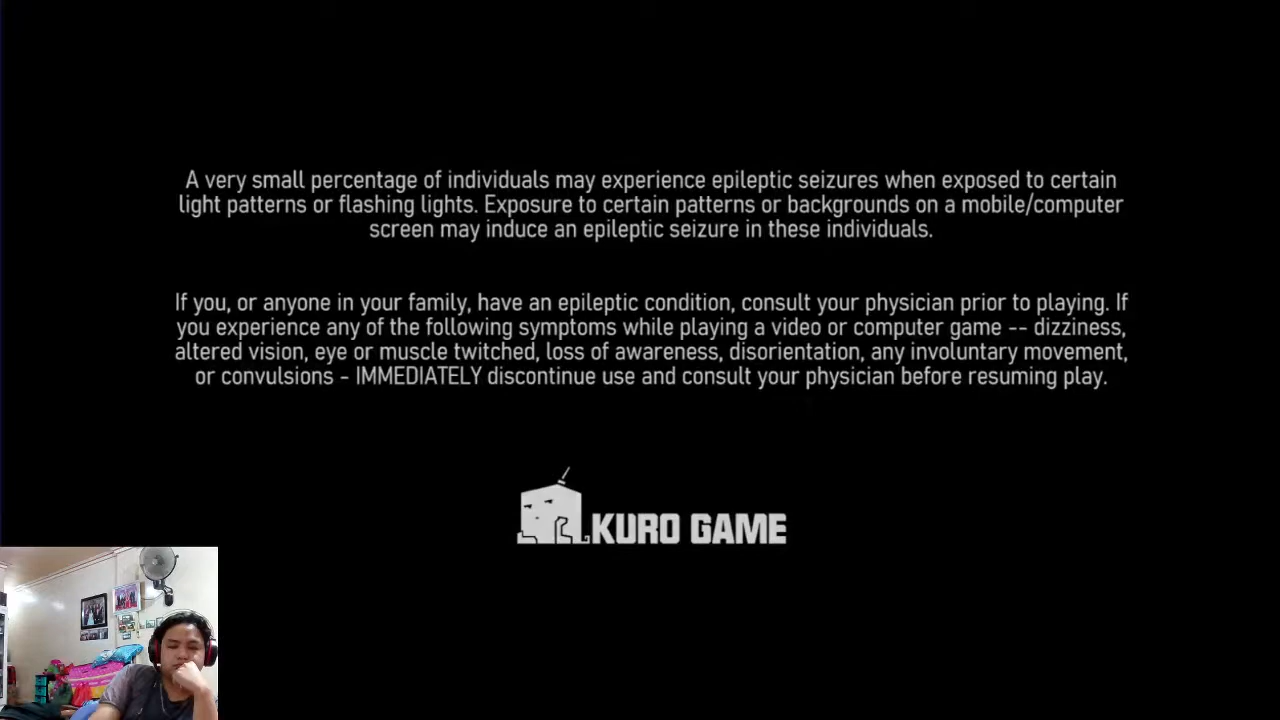 A very small percentage of individuals may experience epileptic seizures when exposed to certain
light patterns or flashing lights. Exposure to certain patterns or backgrounds on a mobile/computer
screen may induce an epileptic seizure in these individuals.
If you, or anyone in your family, have an epileptic condition, consult your physician prior to playing. If
you experience any of the following symptoms while playing a video or computer game -- dizziness,
altered vision, eye or muscle twitched, loss of awareness, disorientation, any involuntary movement,
or convulsions - IMMEDIATELY discontinue use and consult your physician before resuming play.
KURO GAME